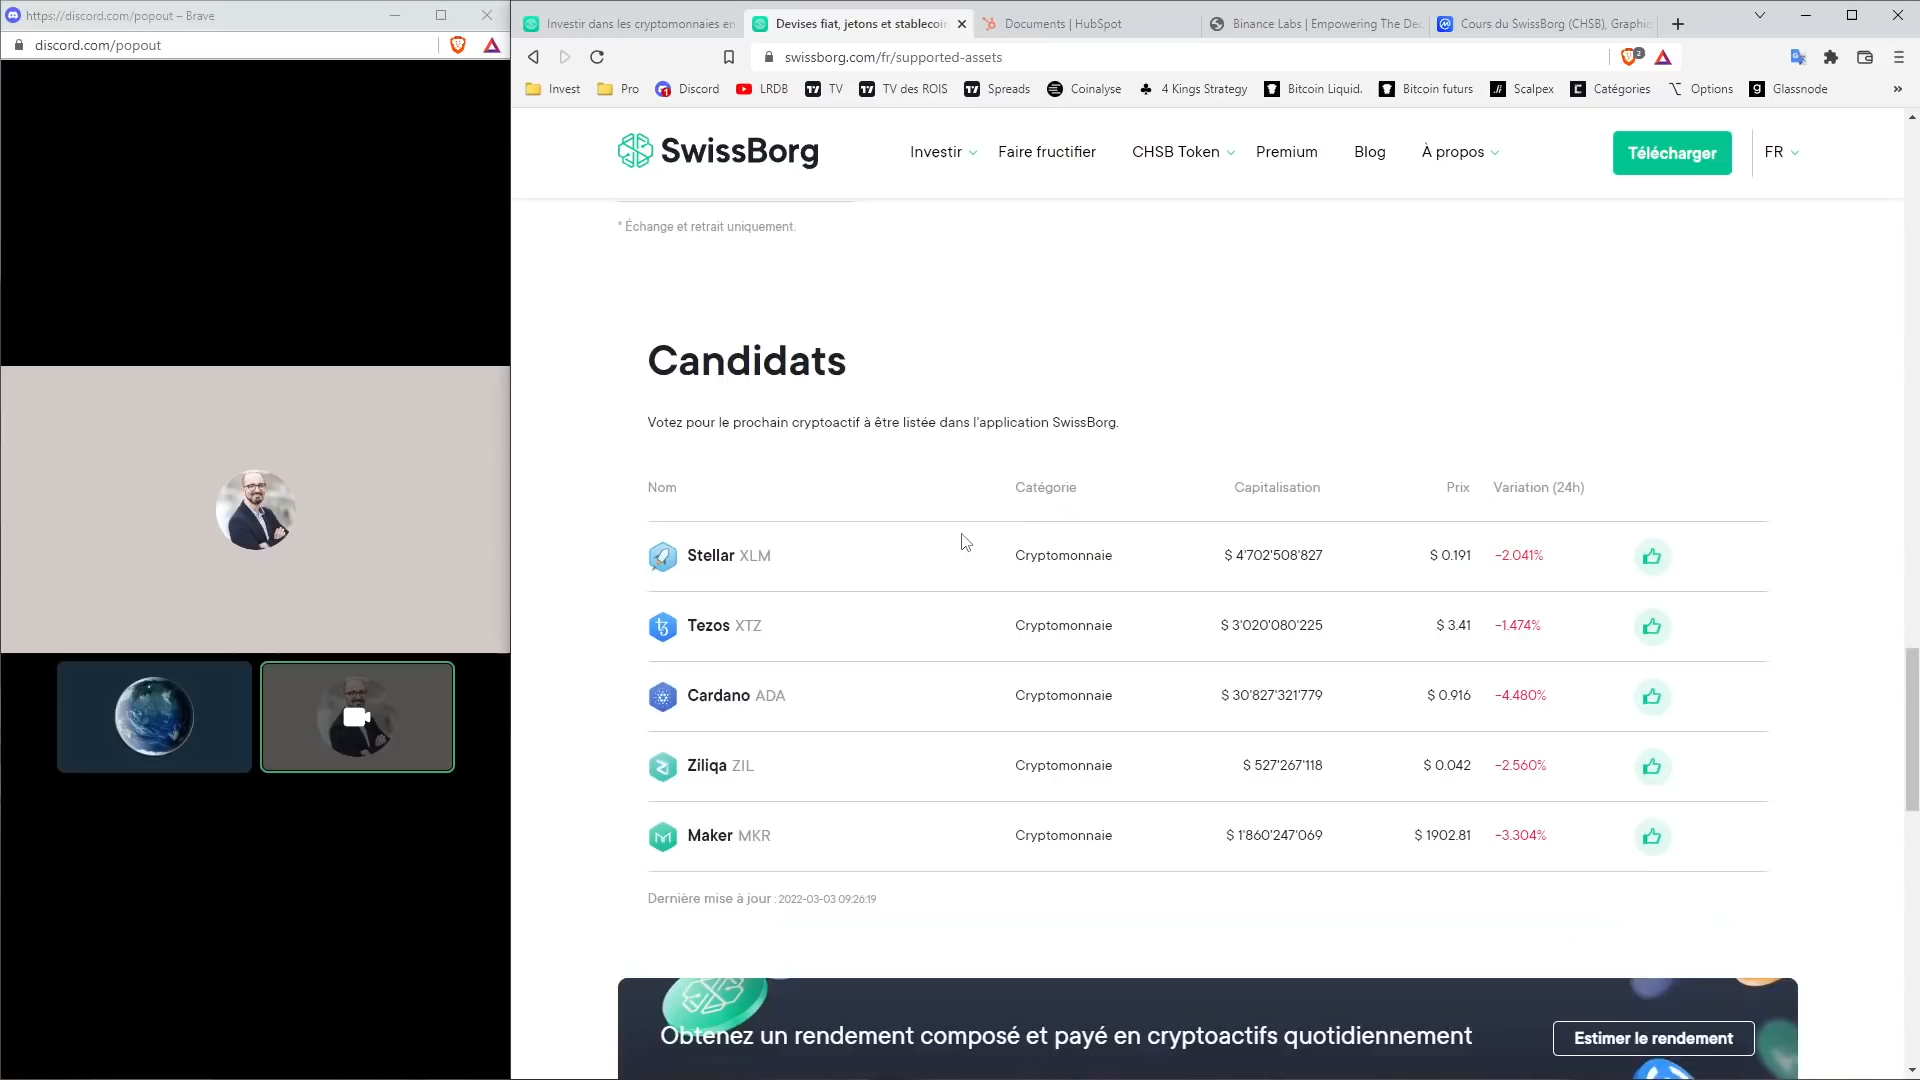 https://discord.com/popout – Brave
discord.com/popout
Investir dans les cryptomonnaies en
Devises fiat, jetons et stablecoin
Documents | HubSpot
Binance Labs | Empowering The Dec
Cours du SwissBorg (CHSB), Graphiq
swissborg.com/fr/supported-assets
2
Invest
Pro
Discord
LRDB
TV
TV des ROIS
Spreads
Coinalyse
4 Kings Strategy
Bitcoin Liquid.
Bitcoin futurs
Scalpex
Catégories
Options
Glassnode
»
SwissBorg
Investir
Faire fructifier
CHSB Token
Premium
Blog
À propos
Télécharger
FR
* Échange et retrait uniquement.
Candidats
Votez pour le prochain cryptoactif à être listée dans l'application SwissBorg.
Nom Catégorie Capitalisation Prix Variation (24h)
Stellar XLM Cryptomonnaie $ 4'702'508'827 $ 0.191 -2.041%
Tezos XTZ Cryptomonnaie $ 3'020'080'225 $ 3.41 -1.474%
Cardano ADA Cryptomonnaie $ 30'827'321'779 $ 0.916 -4.480%
Ziliqa ZIL Cryptomonnaie $ 527'267'118 $ 0.042 -2.560%
Maker MKR Cryptomonnaie $ 1'860'247'069 $ 1902.81 -3.304%
Dernière mise à jour : 2022-03-03 09:26:19
Obtenez un rendement composé et payé en cryptoactifs quotidiennement
Estimer le rendement